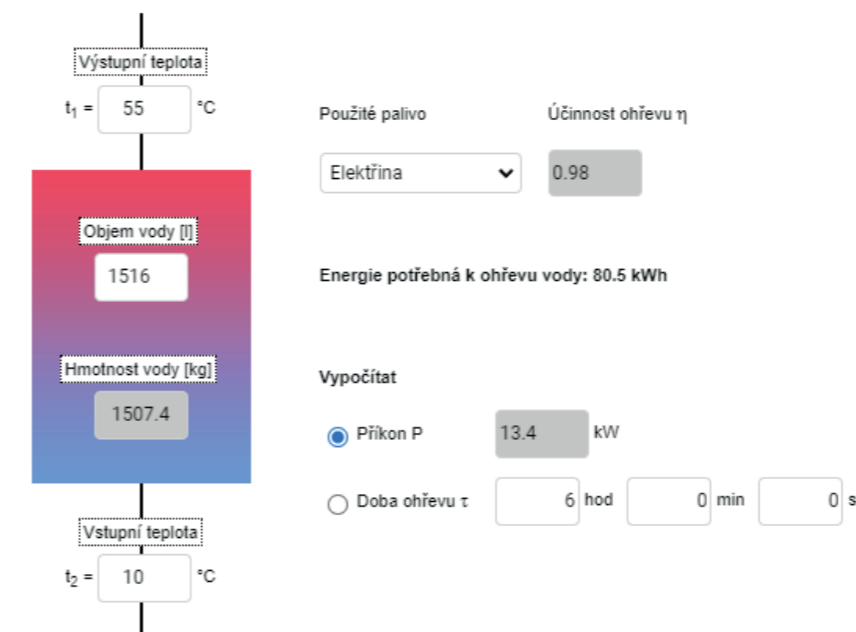 Výstupní teplota
t₁ = 55 °C
Použité palivo
Účinnost ohřevu η
Elektřina
0.98
Objem vody [l]
1516
Energie potřebná k ohřevu vody: 80.5 kWh
Hmotnost vody [kg]
1507.4
Vypočítat
Příkon P 13.4 kW
Doba ohřevu τ 6 hod 0 min 0 s
Vstupní teplota
t₂ = 10 °C